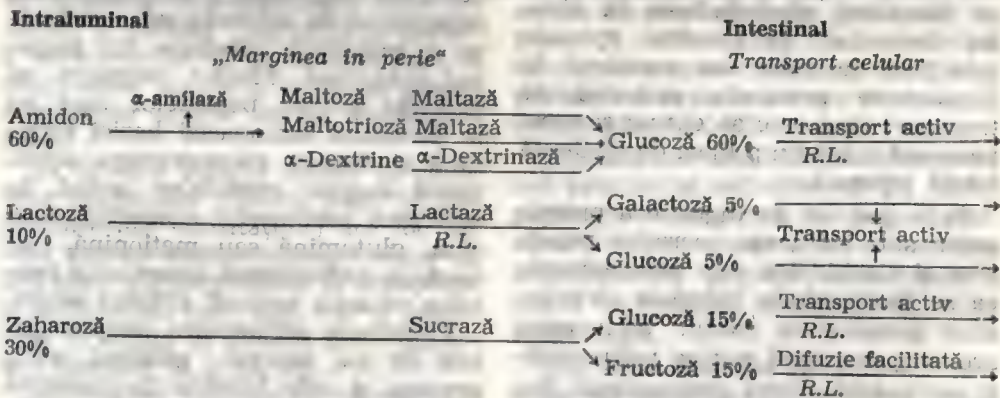 Intraluminal
Intestinal
„Marginea în perie“
Transport celular
Amidon 60% α-amilază Maltoză Maltază
Maltotrioză Maltază Glucoză 60% Transport activ R.L.
α-Dextrine α-Dextrinază
Lactoză 10% Lactază R.L. Galactoză 5%
Transport activ
Glucoză 5%
Zaharoză 30% Sucrază Glucoză 15% Transport activ R.L.
Fructoză 15% Difuzie facilitată R.L.